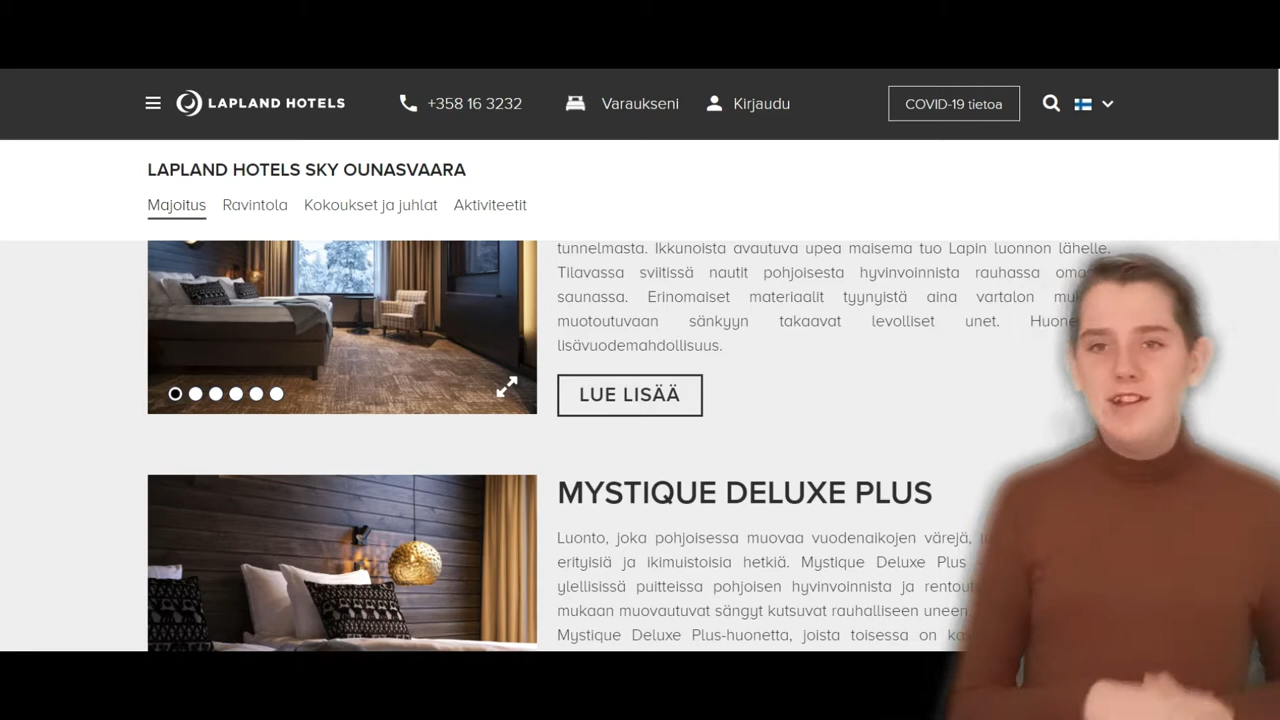 LAPLAND HOTELS
+358 16 3232
Varaukseni
Kirjaudu
COVID-19 tietoa
LAPLAND HOTELS SKY OUNASVAARA
Majoitus
Ravintola
Kokoukset ja juhlat
Aktiviteetit
tunnelmasta. Ikkunoista avautuva upea maisema tuo Lapin luonnon lähelle.
Tilavassa sviitissä nautit pohjoisesta hyvinvoinnista rauhassa
saunassa. Erinomaiset materiaalit tyynyistä aina vartalon
muotoutuvaan sänkyyn takaavat levolliset unet.
lisävuodemahdollisuus.
LUE LISÄÄ
MYSTIQUE DELUXE PLUS
Luonto, joka pohjoisessa muovaa vuodenaikojen värejä,
erityisiä ja ikimuistoisia hetkiä. Mystique Deluxe Plus
ylellisissä puitteissa pohjoisen hyvinvoinnista ja
mukaan muovautuvat sängyt kutsuvat rauhalliseen uneen.
Mystique Deluxe Plus-huonetta, joista toisessa on